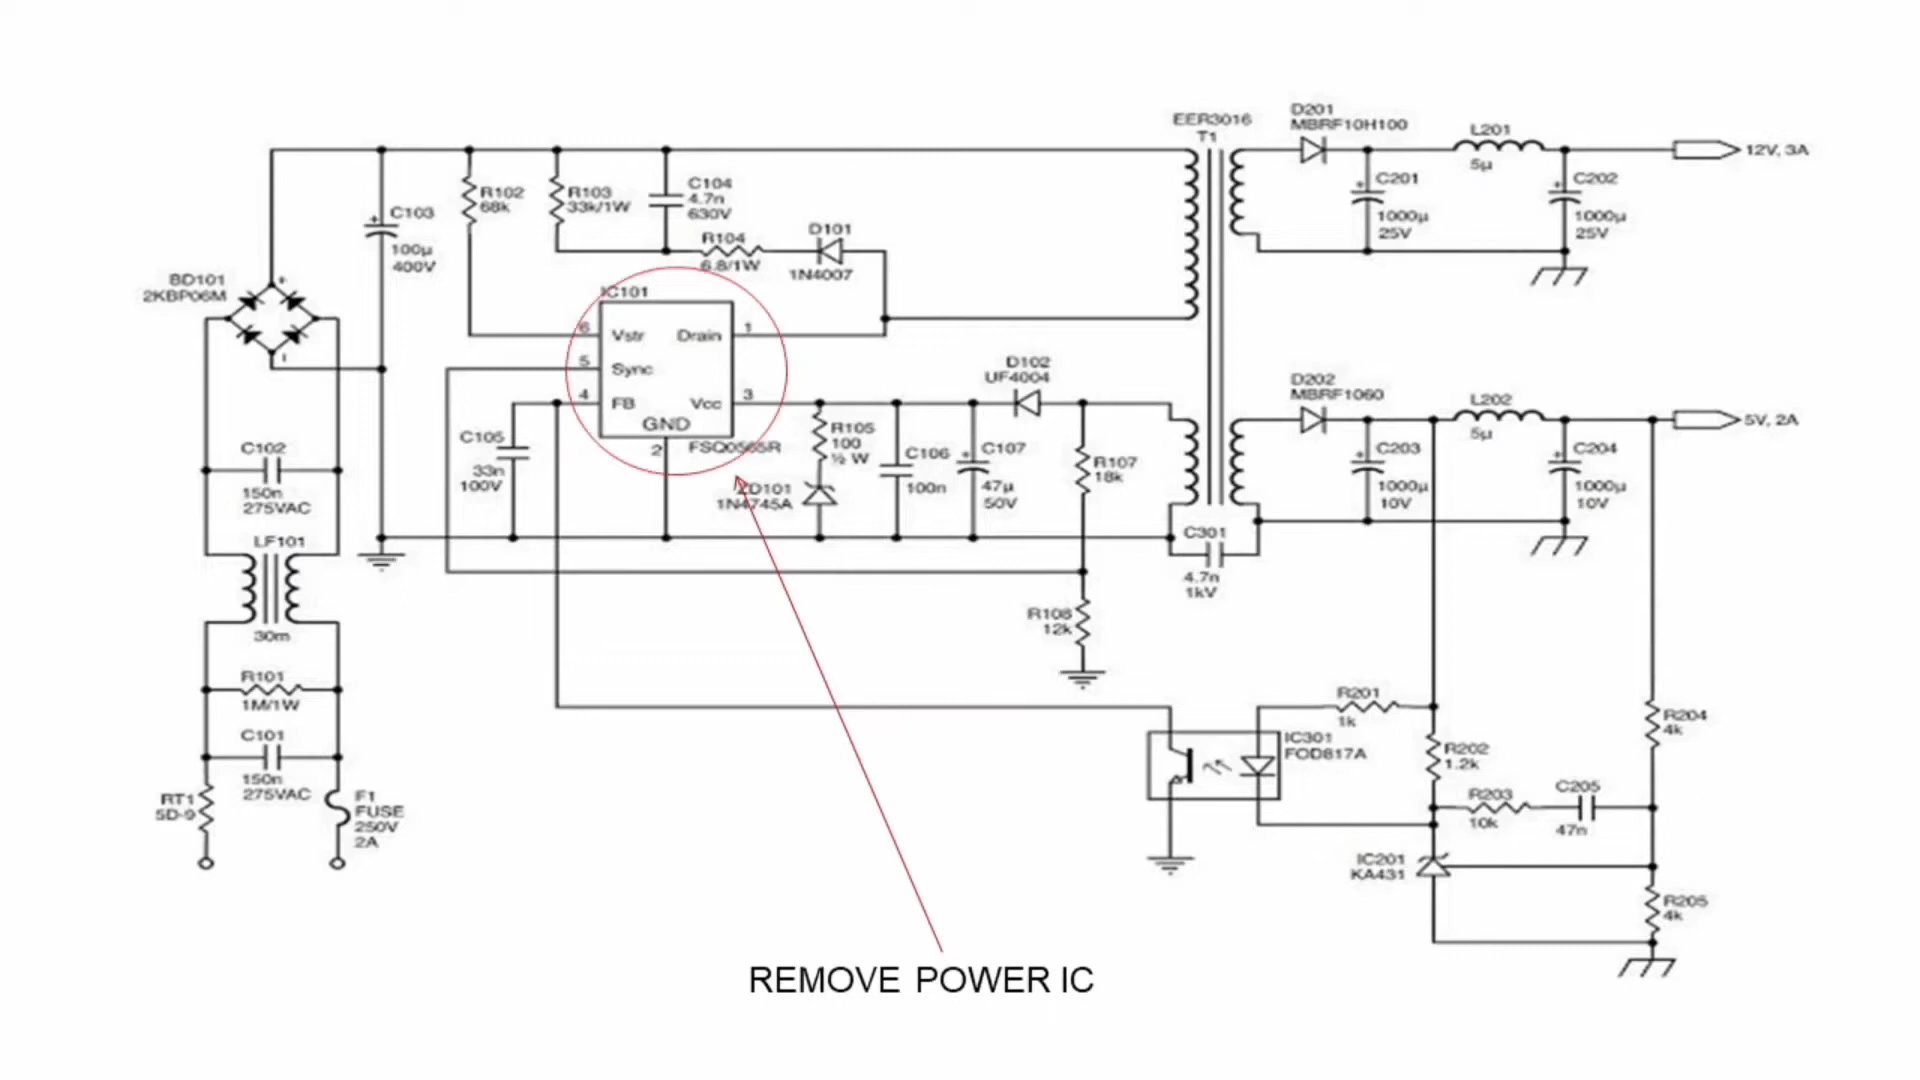 EER3016
T1
D201
MBRF10H100
L201
5µ
12V, 3A
C201
1000µ
25V
C202
1000µ
25V
R102
68k
R103
33k/1W
C104
4.7n
630V
C103
100µ
400V
R104
6.8/1W
D101
1N4007
BD101
2KBP06M
+
-
IC101
6
Vstr
Drain
1
5
Sync
4
FB
Vcc
3
GND
2
FSQ0565R
D102
UF4004
D202
MBRF1060
L202
5µ
5V, 2A
C105
33n
100V
R105
100
½ W
C106
100n
C107
47µ
50V
R107
18k
C203
1000µ
10V
C204
1000µ
10V
ZD101
1N4745A
C102
150n
275VAC
LF101
30m
C301
4.7n
1kV
R108
12k
R101
1M/1W
C101
150n
275VAC
RT1
5D-9
F1
FUSE
250V
2A
R201
1k
IC301
FOD817A
R202
1.2k
R204
4k
R203
10k
C205
47n
IC201
KA431
R205
4k
REMOVE POWER IC